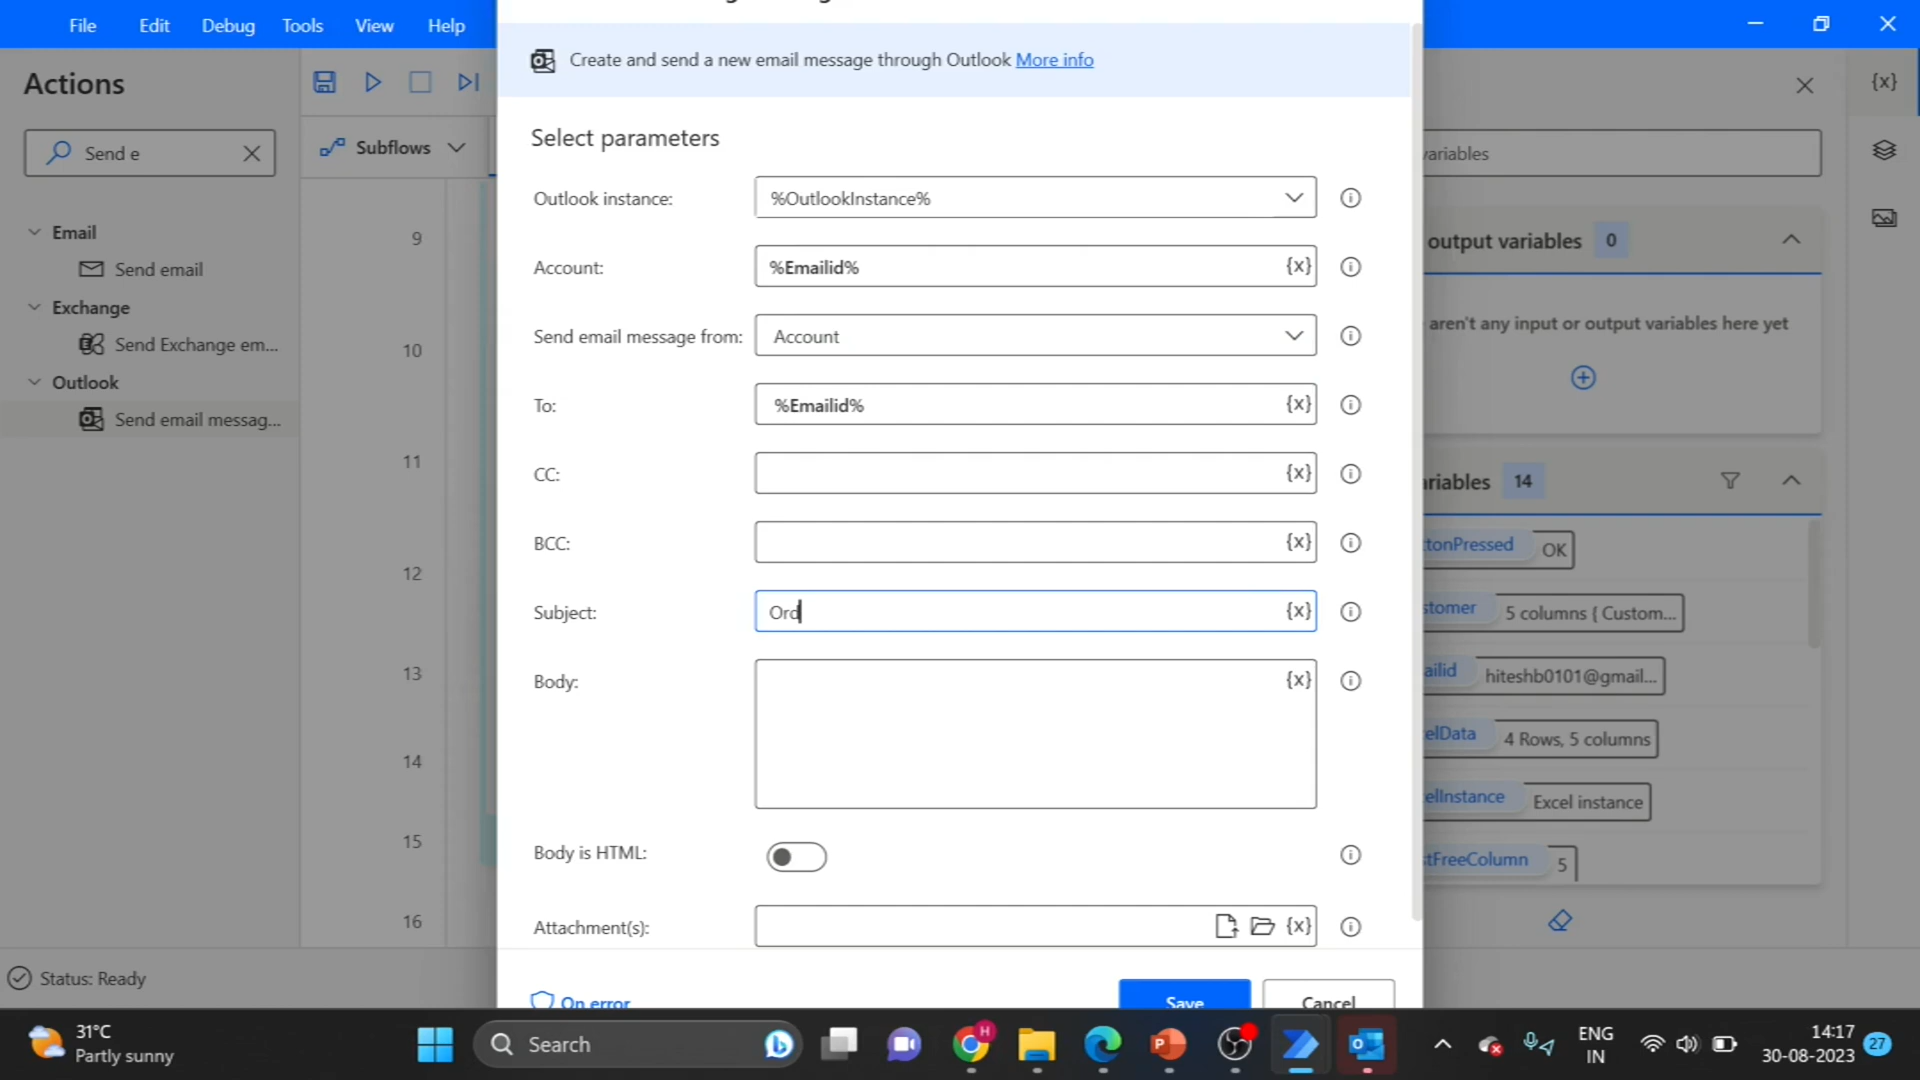 File Edit Debug Tools View Help
Actions
Send e
Email
Send email
Exchange
Send Exchange em...
Outlook
Send email messag...
Subflows
9
10
11
12
13
14
15
16
Status: Ready
Create and send a new email message through Outlook More info
Select parameters
Outlook instance: %OutlookInstance%
Account: %Emailid% {x}
Send email message from: Account
To: %Emailid% {x}
CC: {x}
BCC: {x}
Subject: Ord {x}
Body: {x}
Body is HTML:
Attachment(s): {x}
On error
Save Cancel
{x}
variables
output variables 0
aren't any input or output variables here yet
riables 14
tonPressed OK
stomer 5 columns { Custom...
ailid hiteshb0101@gmail...
elData 4 Rows, 5 columns
elInstance Excel instance
tFreeColumn 5
31°C
Partly sunny
Search
H
ENG
IN
14:17
30-08-2023
27